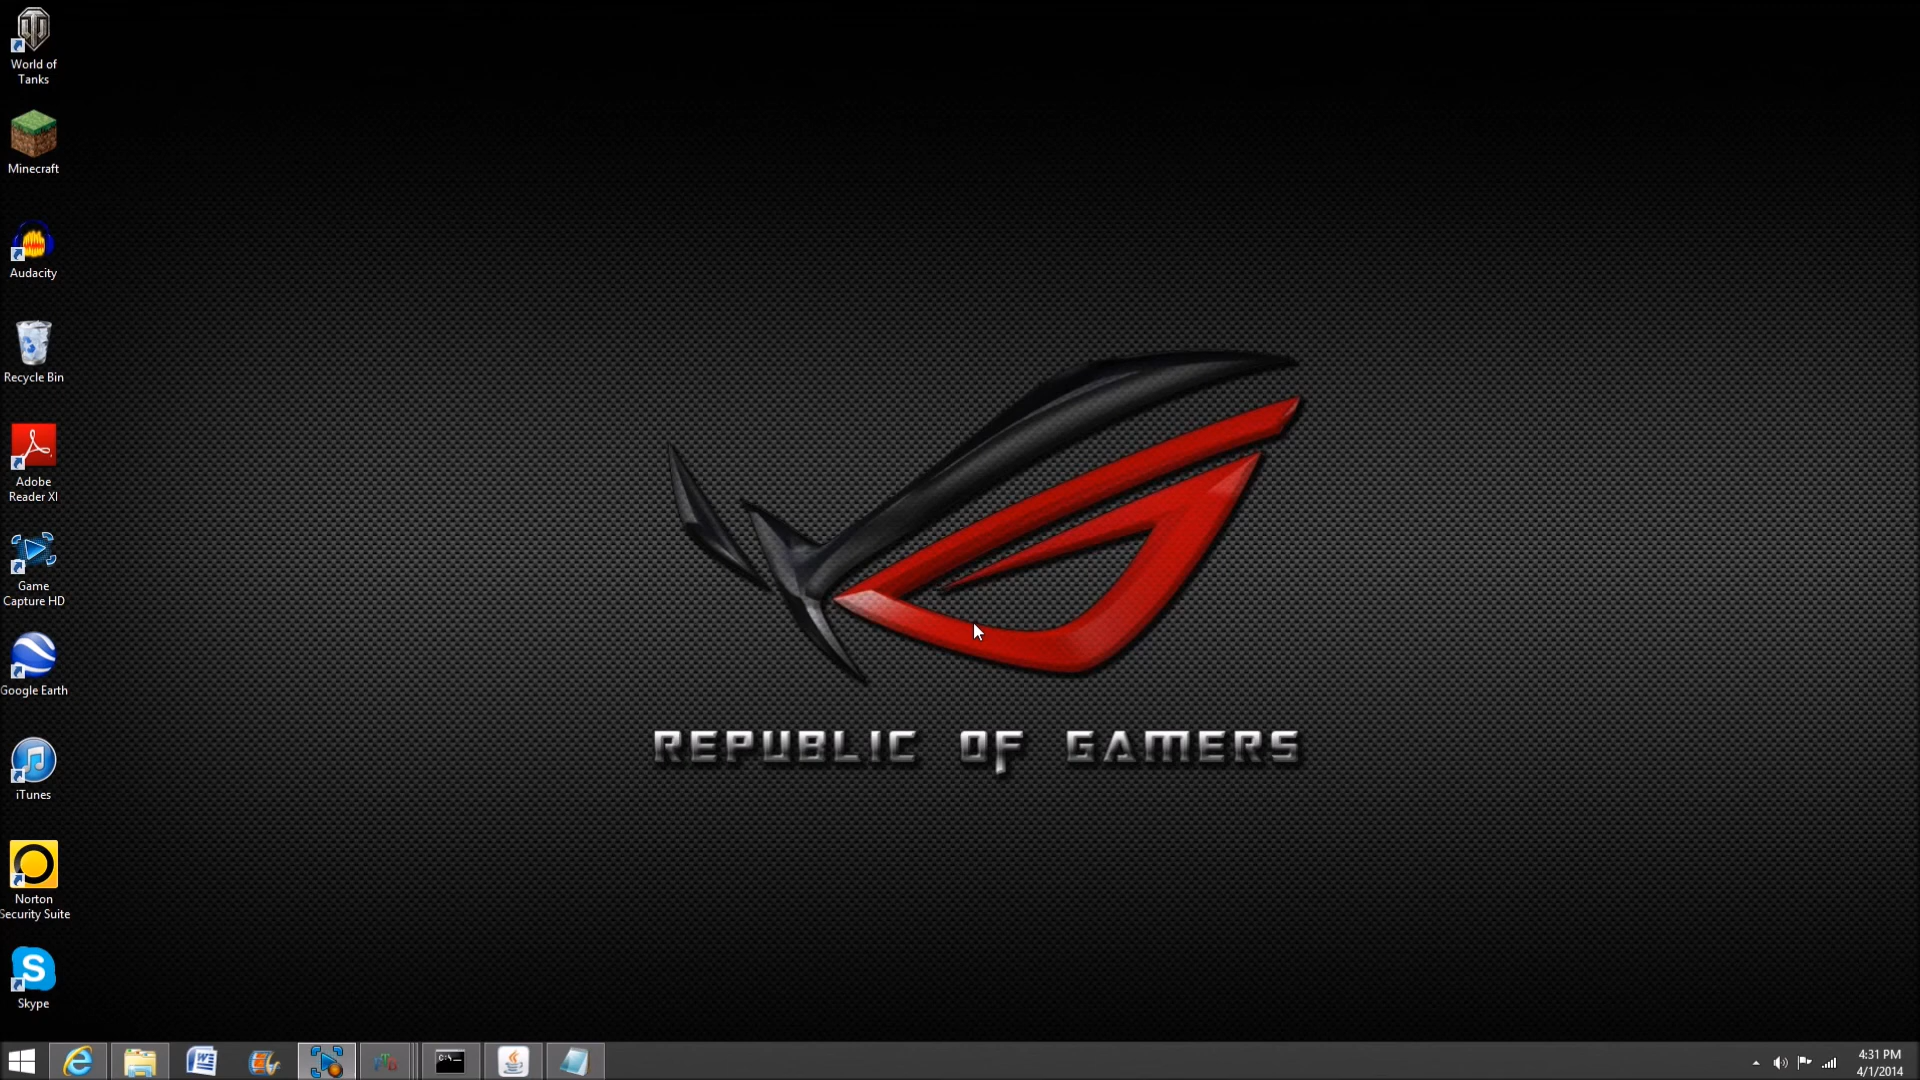 World of
Tanks
Minecraft
Audacity
Recycle Bin
Adobe
Reader XI
Game
Capture HD
Google Earth
iTunes
Norton
Security Suite
Skype
REPUBLIC OF GAMERS
C:\
4:31 PM
4/1/2014